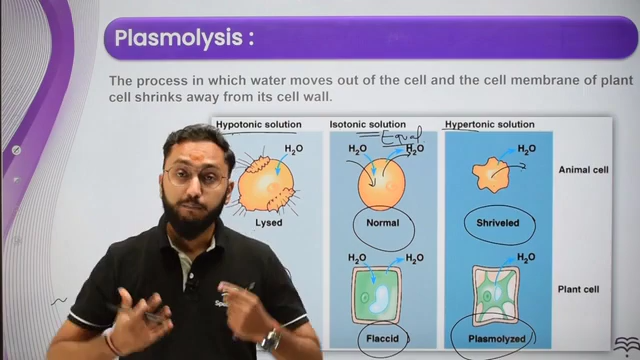 Plasmolysis :
The process in which water moves out of the cell and the cell membrane of plant
cell shrinks away from its cell wall.
Hypotonic solution
Isotonic solution
Hypertonic solution
Equal
H₂O
H₂O
H₂O
H₂O
Animal cell
Lysed
Normal
Shriveled
H₂O
H₂O
H₂O
Plant cell
Flaccid
Plasmolyzed